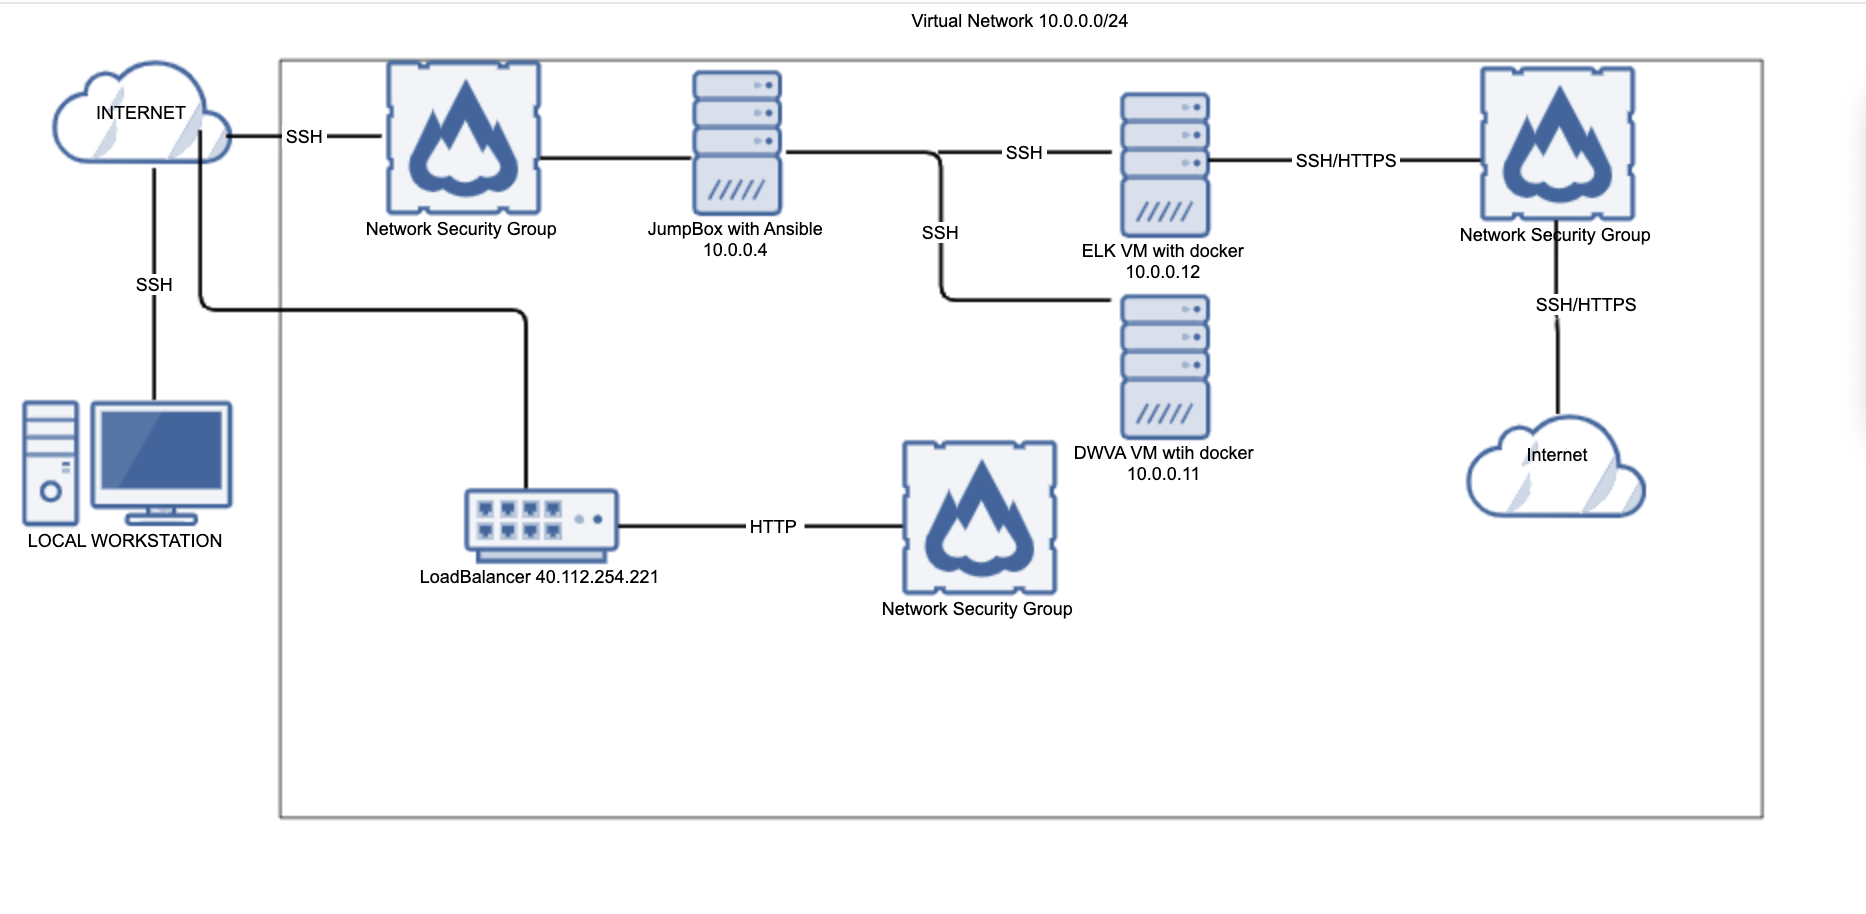 Virtual Network 10.0.0.0/24
INTERNET
SSH
Network Security Group
JumpBox with Ansible
10.0.0.4
SSH
SSH
ELK VM with docker
10.0.0.12
SSH/HTTPS
Network Security Group
SSH/HTTPS
Internet
SSH
LOCAL WORKSTATION
DWVA VM wtih docker
10.0.0.11
LoadBalancer 40.112.254.221
HTTP
Network Security Group